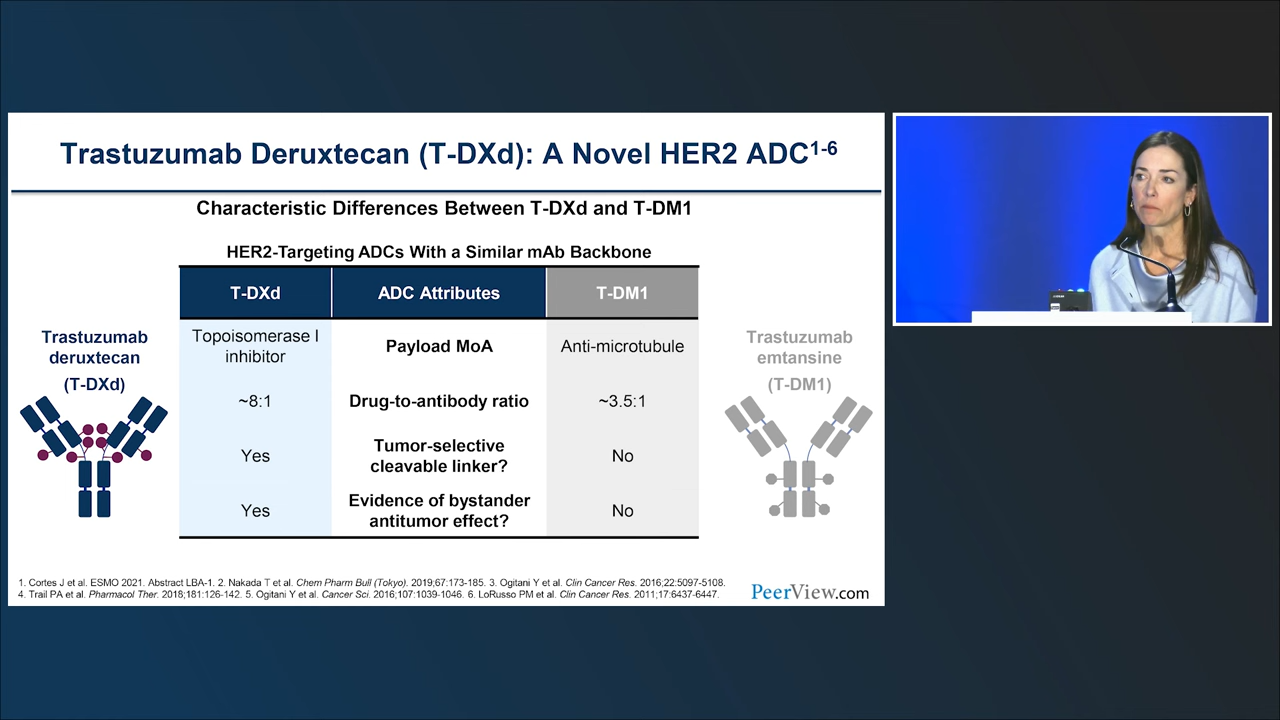 Trastuzumab Deruxtecan (T-DXd): A Novel HER2 ADC1-6
Characteristic Differences Between T-DXd and T-DM1
HER2-Targeting ADCs With a Similar mAb Backbone
T-DXd
ADC Attributes
T-DM1
Topoisomerase I
inhibitor
Payload MoA
Anti-microtubule
~8:1
Drug-to-antibody ratio
~3.5:1
Yes
Tumor-selective
cleavable linker?
No
Yes
Evidence of bystander
antitumor effect?
No
Trastuzumab
deruxtecan
(T-DXd)
Trastuzumab
emtansine
(T-DM1)
1. Cortes J et al. ESMO 2021. Abstract LBA-1. 2. Nakada T et al. Chem Pharm Bull (Tokyo). 2019;67:173-185. 3. Ogitani Y et al. Clin Cancer Res. 2016;22:5097-5108.
4. Trail PA et al. Pharmacol Ther. 2018;181:126-142. 5. Ogitani Y et al. Cancer Sci. 2016;107:1039-1046. 6. LoRusso PM et al. Clin Cancer Res. 2011;17:6437-6447.
PeerView.com